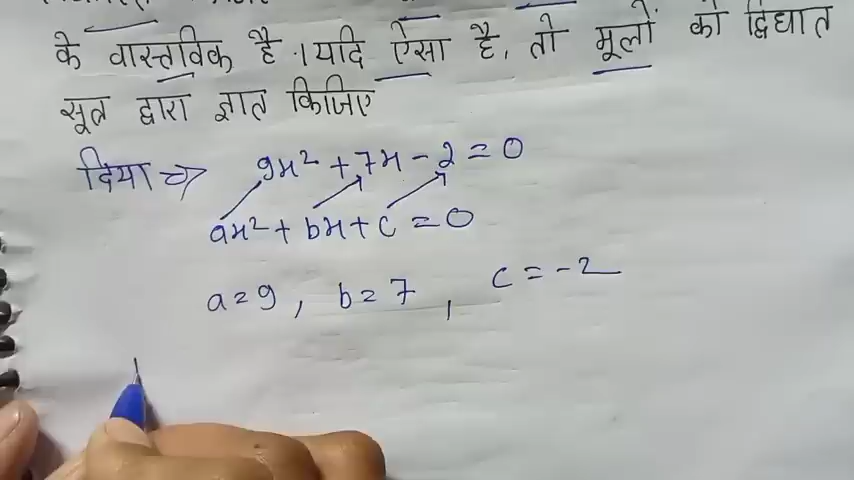 के वास्तविक है । यदि ऐसा है, तो मूलों को द्विघात
सूत्र द्वारा ज्ञात किजिए
दिया ⇒ 9x² + 7x - 2 = 0
ax² + bx + c = 0
a = 9, b = 7, c = -2